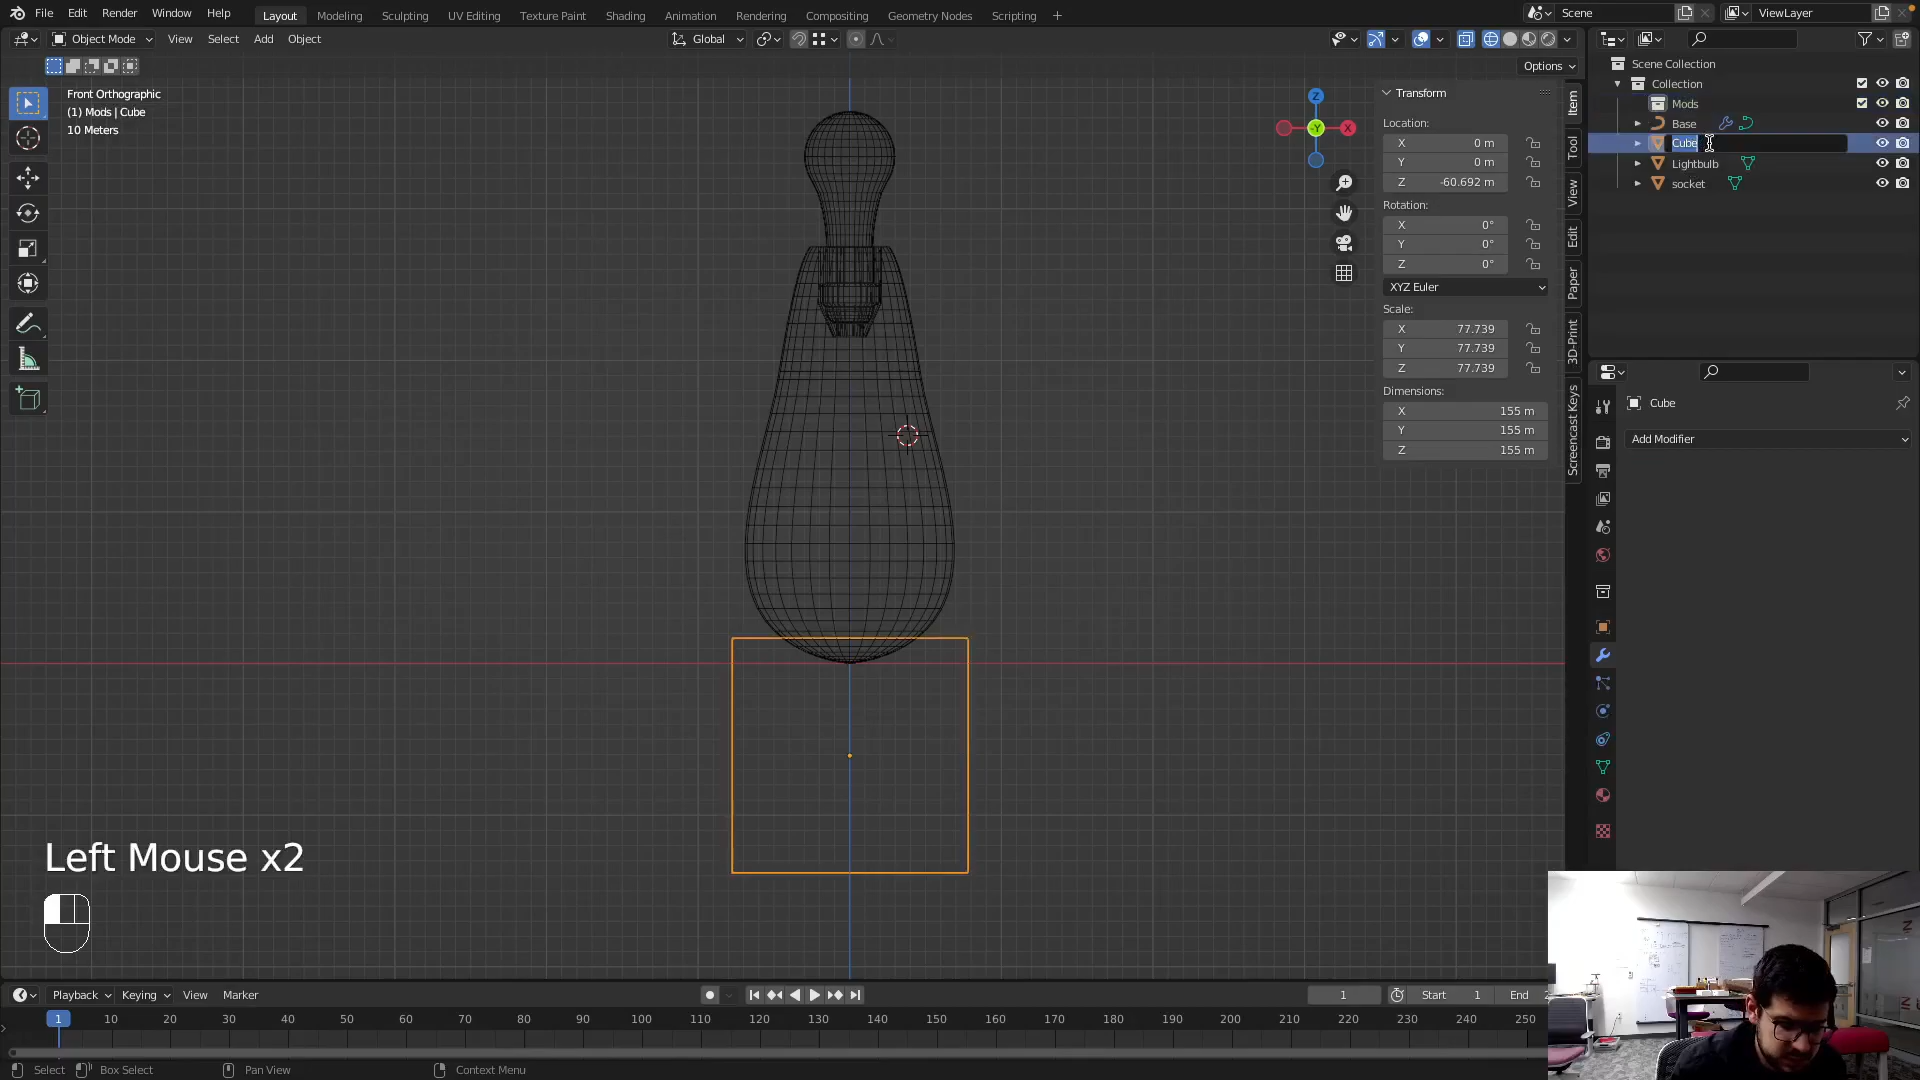 File Edit Render Window Help Layout Modeling Sculpting UV Editing Texture Paint Shading Animation Rendering Compositing Geometry Nodes Scripting + Scene ViewLayer
Object Mode View Select Add Object Global
Options
Front Orthographic
(1) Mods | Cube
10 Meters
Z
X
-Y
Transform
Location:
X 0 m
Y 0 m
Z -60.692 m
Rotation:
X 0°
Y 0°
Z 0°
XYZ Euler
Scale:
X 77.739
Y 77.739
Z 77.739
Dimensions:
X 155 m
Y 155 m
Z 155 m
Item
Tool
View
Edit
Paper
3D-Print
Screencast Keys
Scene Collection
Collection
Mods
Base
Cube
Lightbulb
socket
Cube
Add Modifier
Left Mouse x2
Playback Keying View Marker 1 Start 1 End 2
1 10 20 30 40 50 60 70 80 90 100 110 120 130 140 150 160 170 180 190 200 210 220 230 240 250
Select Box Select Pan View Context Menu